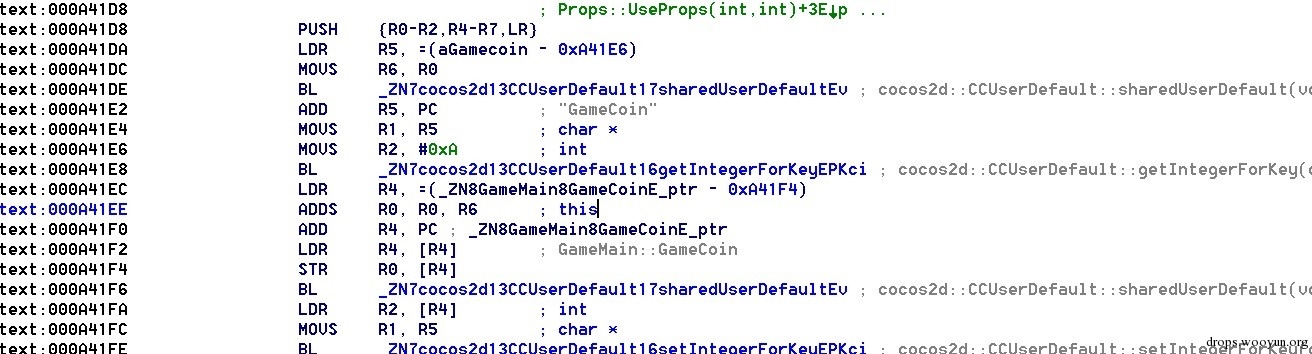 text:000A41D8 ; Props::UseProps(int,int)+3E↓p ...
text:000A41D8 PUSH {R0-R2,R4-R7,LR}
text:000A41DA LDR R5, =(aGamecoin - 0xA41E6)
text:000A41DC MOVS R6, R0
text:000A41DE BL _ZN7cocos2d13CCUserDefault17sharedUserDefaultEv ; cocos2d::CCUserDefault::sharedUserDefault(vo
text:000A41E2 ADD R5, PC ; "GameCoin"
text:000A41E4 MOVS R1, R5 ; char *
text:000A41E6 MOVS R2, #0xA ; int
text:000A41E8 BL _ZN7cocos2d13CCUserDefault16getIntegerForKeyEPKci ; cocos2d::CCUserDefault::getIntegerForKey(c
text:000A41EC LDR R4, =(_ZN8GameMain8GameCoinE_ptr - 0xA41F4)
text:000A41EE ADDS R0, R0, R6 ; this
text:000A41F0 ADD R4, PC ; _ZN8GameMain8GameCoinE_ptr
text:000A41F2 LDR R4, [R4] ; GameMain::GameCoin
text:000A41F4 STR R0, [R4]
text:000A41F6 BL _ZN7cocos2d13CCUserDefault17sharedUserDefaultEv ; cocos2d::CCUserDefault::sharedUserDefault(vo
text:000A41FA LDR R2, [R4] ; int
text:000A41FC MOVS R1, R5 ; char *
text:000A41FE BL _ZN7cocos2d13CCUserDefault16setIntegerForKeyEPKci ; cocos2d::CCUserDefault::setIntegerForKey
drops.wooyun.org